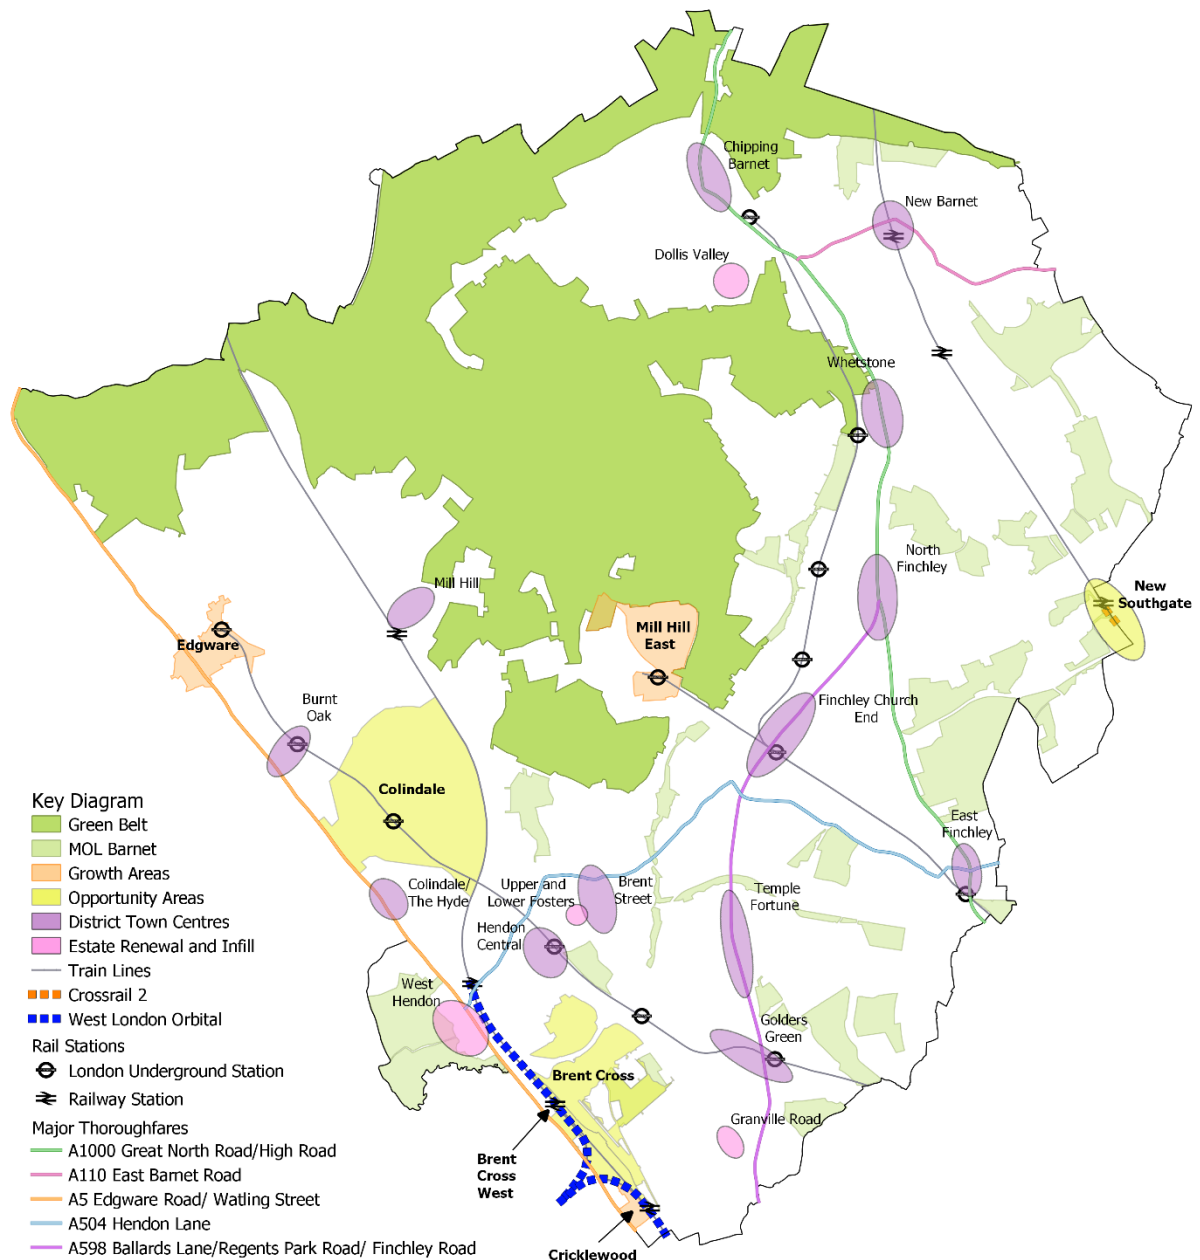 Chipping
Barnet
New Barnet
Dollis Valley
Whetstone
North
Finchley
New
Southgate
Mill Hill
Mill Hill
East
Edgware
Burnt
Oak
Finchley Church
End
Colindale
East
Finchley
Colindale/
The Hyde
Upper and
Lower Fosters
Brent
Street
Temple
Fortune
Hendon
Central
West
Hendon
Golders
Green
Brent Cross
Granville Road
Brent
Cross
West
Cricklewood
Key Diagram
Green Belt
MOL Barnet
Growth Areas
Opportunity Areas
District Town Centres
Estate Renewal and Infill
Train Lines
Crossrail 2
West London Orbital
Rail Stations
London Underground Station
Railway Station
Major Thoroughfares
A1000 Great North Road/High Road
A110 East Barnet Road
A5 Edgware Road/ Watling Street
A504 Hendon Lane
A598 Ballards Lane/Regents Park Road/ Finchley Road